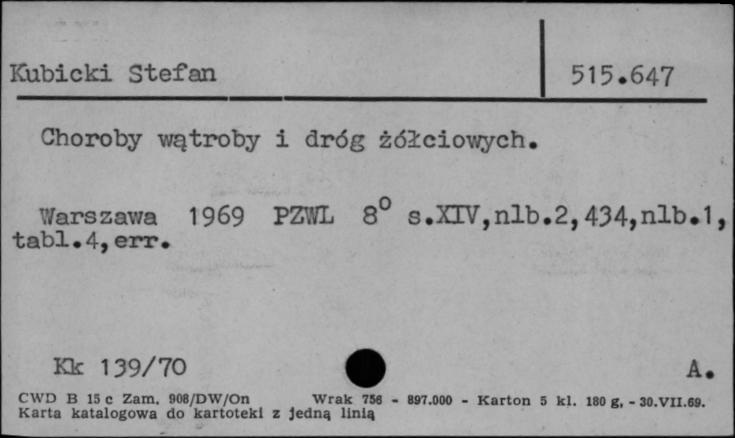 Kubicki Stefan 515.647
Choroby wątroby i dróg żółciowych.
Warszawa 1969 PZWL 8° s.XIV,nlb.2,434,nlb.1,
tabl.4,err.
Kk 139/70 A.
CWD B 15 c Zam. 908/DW/On Wrak 756 - 897.000 - Karton 5 kl. 180 g. - 30.VII.69.
Karta katalogowa do kartoteki z jedną linią